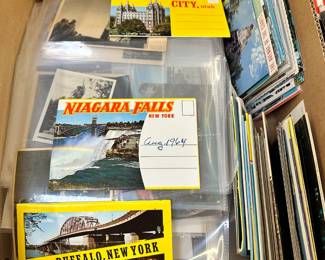 CITY, utah
NIAGARA FALLS
NEW YORK
Aug 1964
BUFFALO, NEW YORK